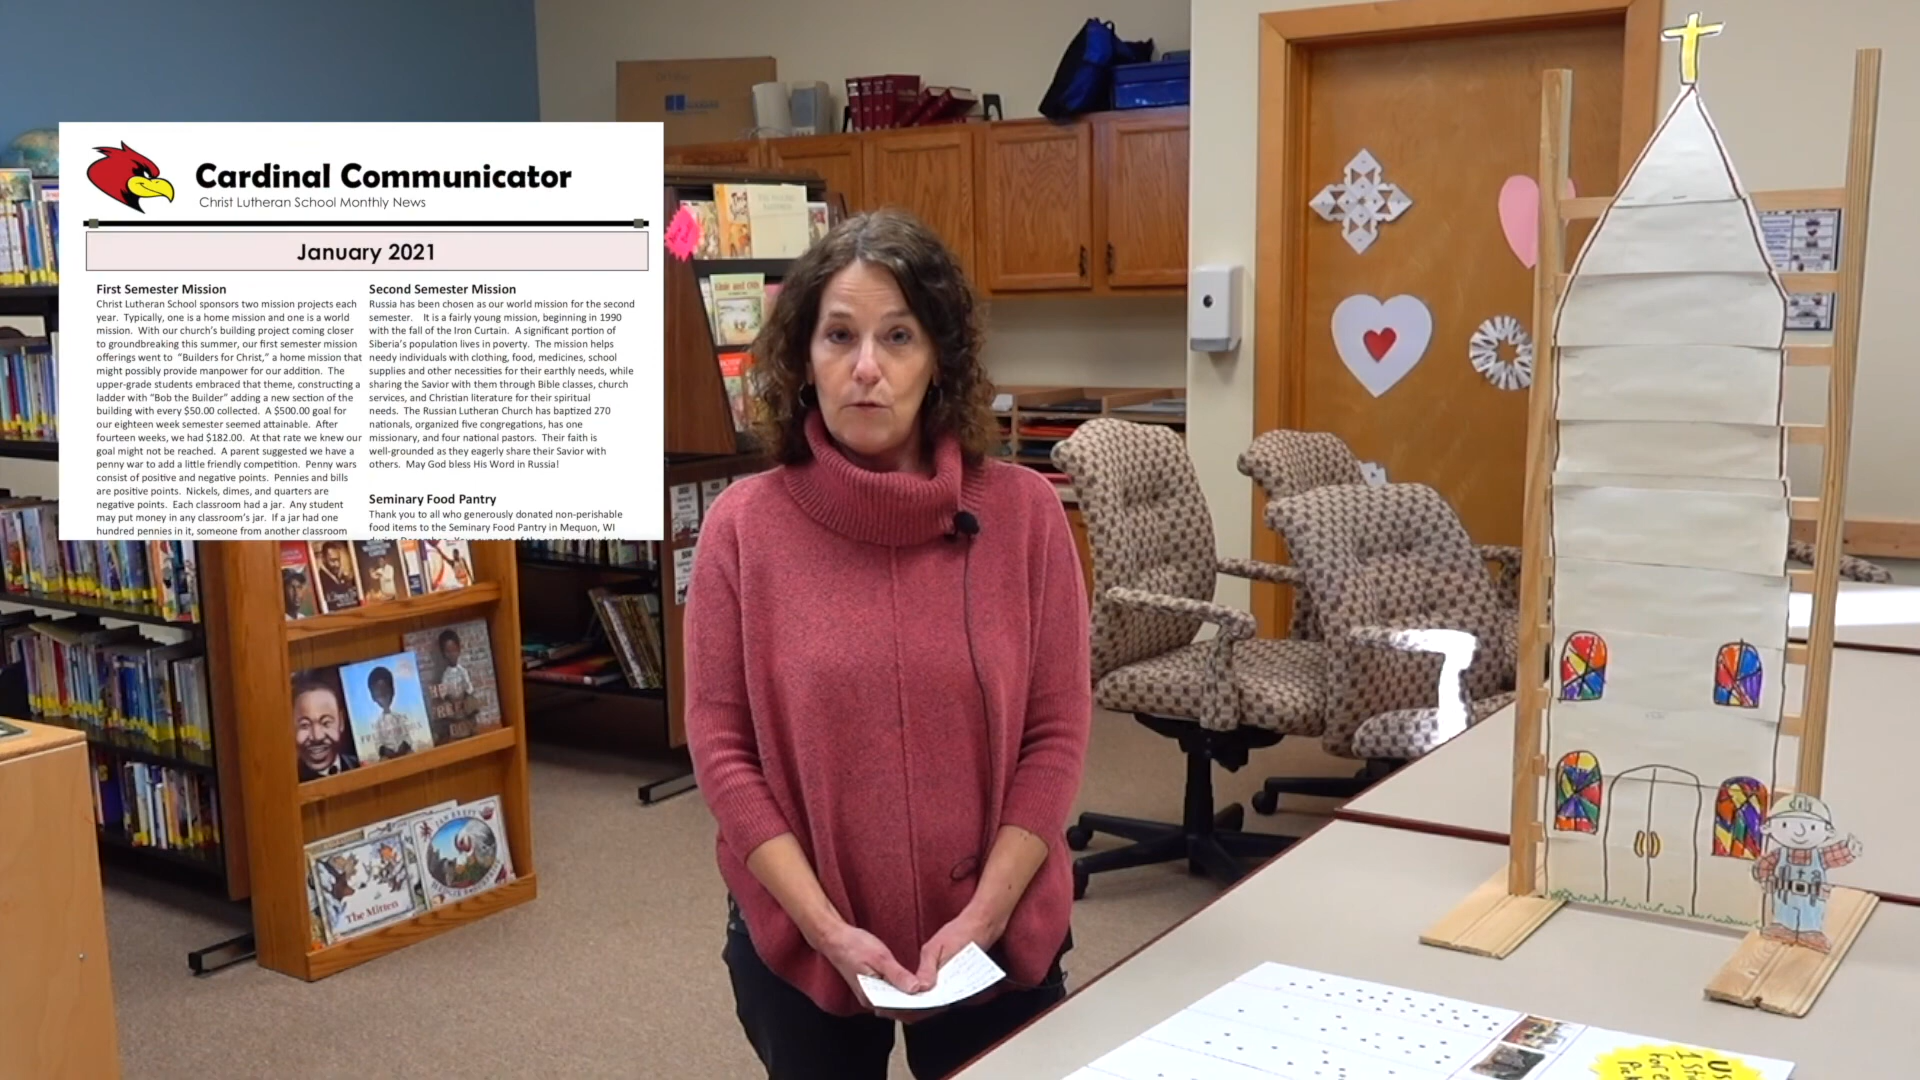 Cardinal Communicator
Christ Lutheran School Monthly News
January 2021
First Semester Mission
Christ Lutheran School sponsors two mission projects each
year. Typically, one is a home mission and one is a world
mission. With our church's building project coming closer
to groundbreaking this summer, our first semester mission
offerings went to "Builders for Christ," a home mission that
might possibly provide manpower for our addition. The
upper-grade students embraced that theme, constructing a
ladder with "Bob the Builder" adding a new section of the
building with every $50.00 collected. A $500.00 goal for
our eighteen week semester seemed attainable. After
fourteen weeks, we had $182.00. At that rate we knew our
goal might not be reached. A parent suggested we have a
penny war to add a little friendly competition. Penny wars
consist of positive and negative points. Pennies and bills
are positive points. Nickels, dimes, and quarters are
negative points. Each classroom had a jar. Any student
may put money in any classroom's jar. If a jar had one
hundred pennies in it, someone from another classroom
Second Semester Mission
Russia has been chosen as our world mission for the second
semester. It is a fairly young mission, beginning in 1990
with the fall of the Iron Curtain. A significant portion of
Siberia's population lives in poverty. The mission helps
needy individuals with clothing, food, medicines, school
supplies and other necessities for their earthly needs, while
sharing the Savior with them through Bible classes, church
services, and Christian literature for their spiritual
needs. The Russian Lutheran Church has baptized 270
nationals, organized five congregations, has one
missionary, and four national pastors. Their faith is
well-grounded as they eagerly share their Savior with
others. May God bless His Word in Russia!
Seminary Food Pantry
Thank you to all who generously donated non-perishable
food items to the Seminary Food Pantry in Mequon, WI
The Mitten